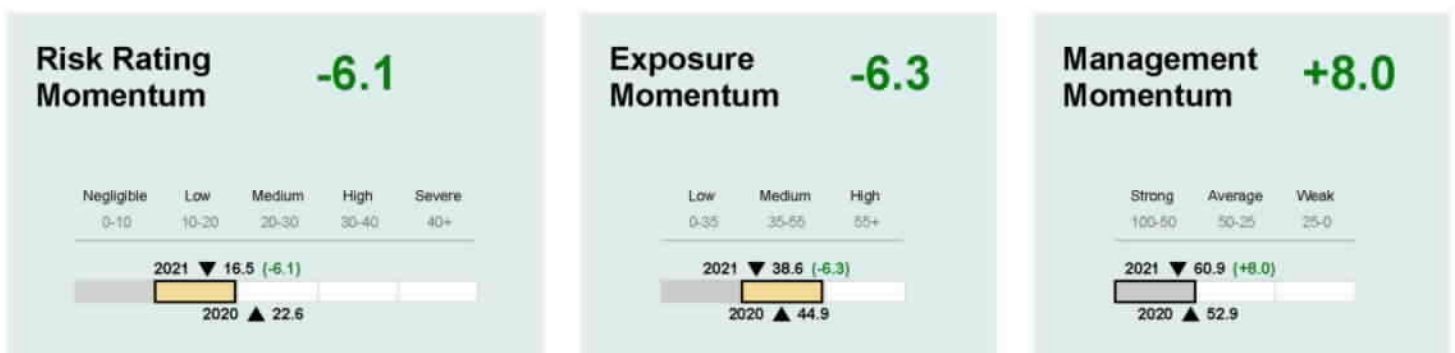 Risk Rating
Momentum
-6.1
Negligible Low Medium High Severe
0-10 10-20 20-30 30-40 40+
2021 ▼ 16.5 (-6.1)
2020 ▲ 22.6
Exposure
Momentum
-6.3
Low Medium High
0-35 35-55 55+
2021 ▼ 38.6 (-6.3)
2020 ▲ 44.9
Management
Momentum
+8.0
Strong Average Weak
100-50 50-25 25-0
2021 ▼ 60.9 (+8.0)
2020 ▲ 52.9